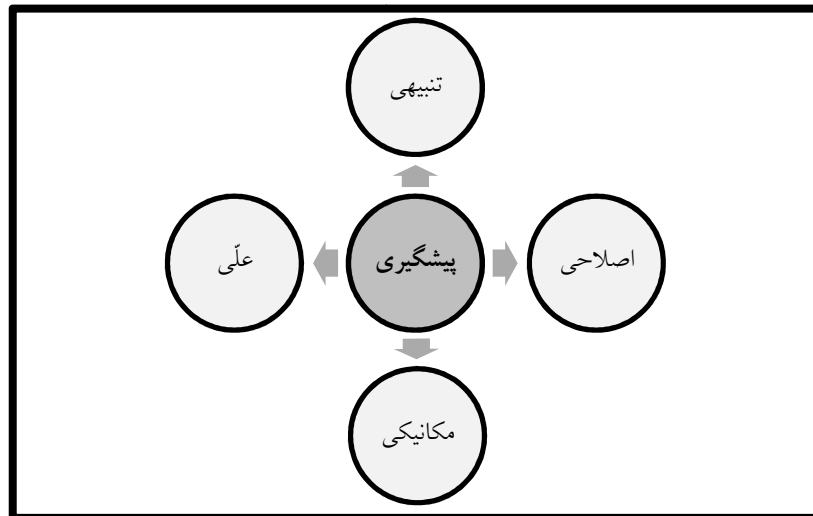 تنبیهی
اصلاحی
پیشگیری
علّی
مکانیکی